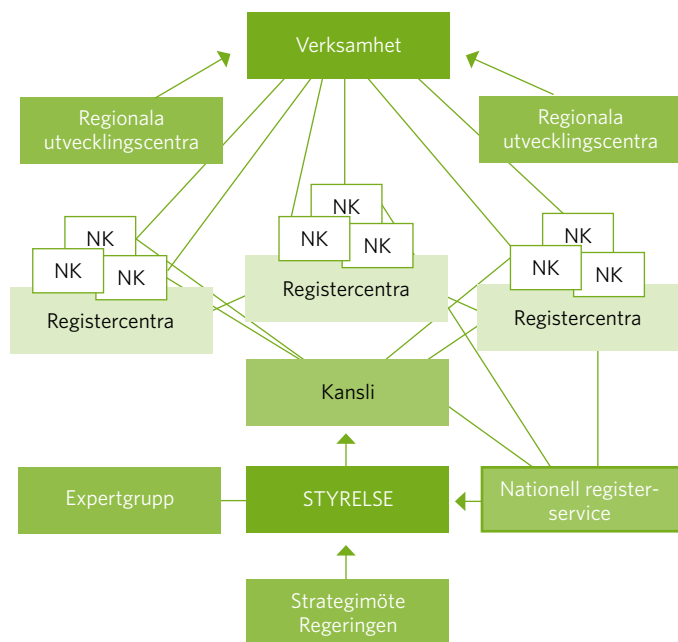 Verksamhet
Regionala
utvecklingscentra
Regionala
utvecklingscentra
NK
NK
NK
Registercentra
NK
NK
NK
Registercentra
NK
NK
NK
Registercentra
Kansli
Expertgrupp
STYRELSE
Nationell register-
service
Strategimöte
Regeringen